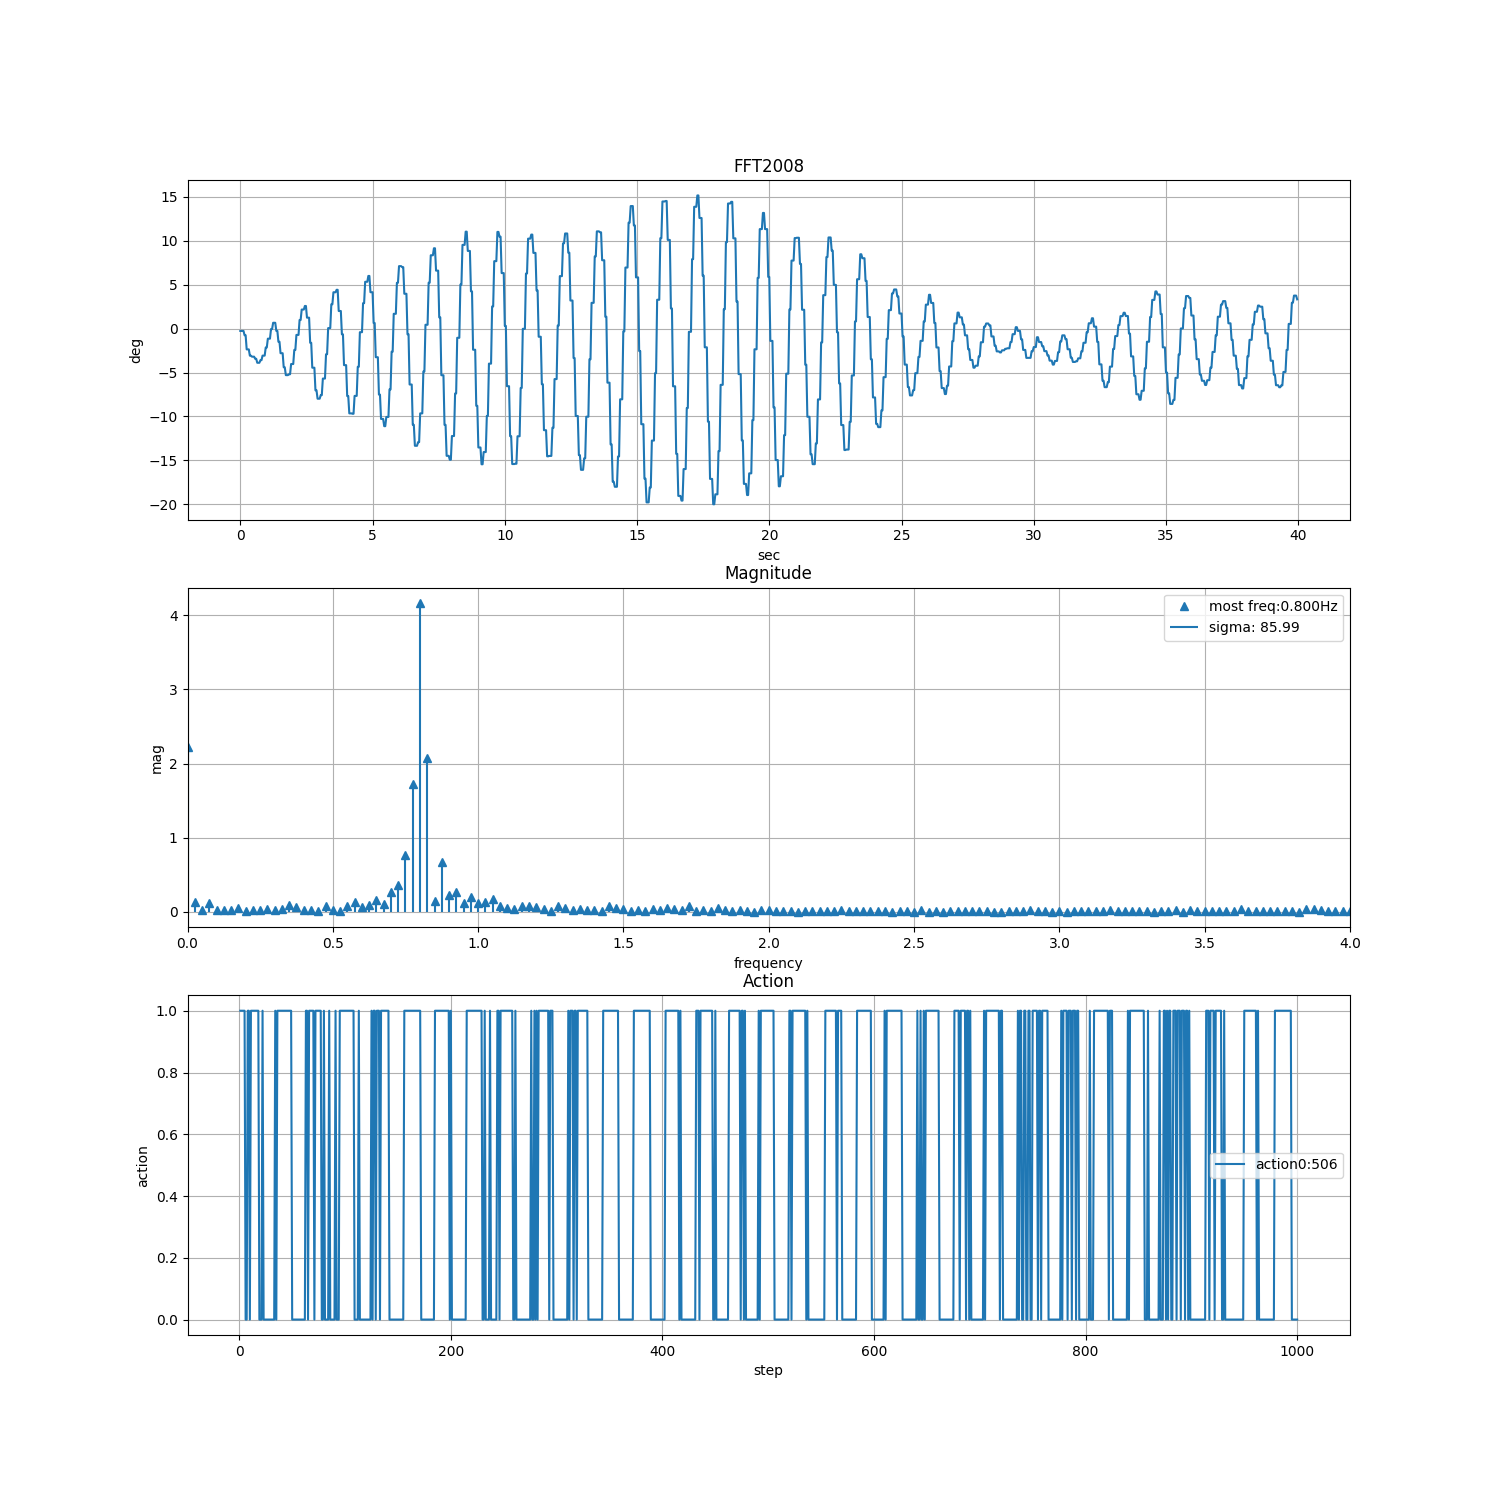 FFT2008
15
10
5
0
−5
−10
−15
−20
deg
0 5 10 15 20 25 30 35 40
sec
Magnitude
most freq:0.800Hz
sigma: 85.99
4
3
2
1
0
mag
0.0 0.5 1.0 1.5 2.0 2.5 3.0 3.5 4.0
frequency
Action
1.0
0.8
0.6
0.4
0.2
0.0
action
action0:506
0 200 400 600 800 1000
step